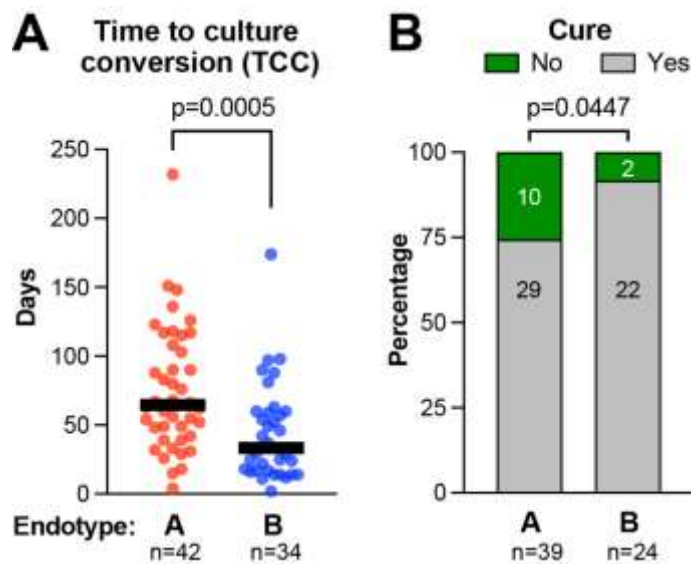 A
Time to culture
conversion (TCC)
p=0.0005
250
200
150
100
50
0
Days
Endotype:
A
B
n=42
n=34
B
Cure
No
Yes
p=0.0447
100
75
50
25
0
Percentage
10
29
2
22
A
B
n=39
n=24